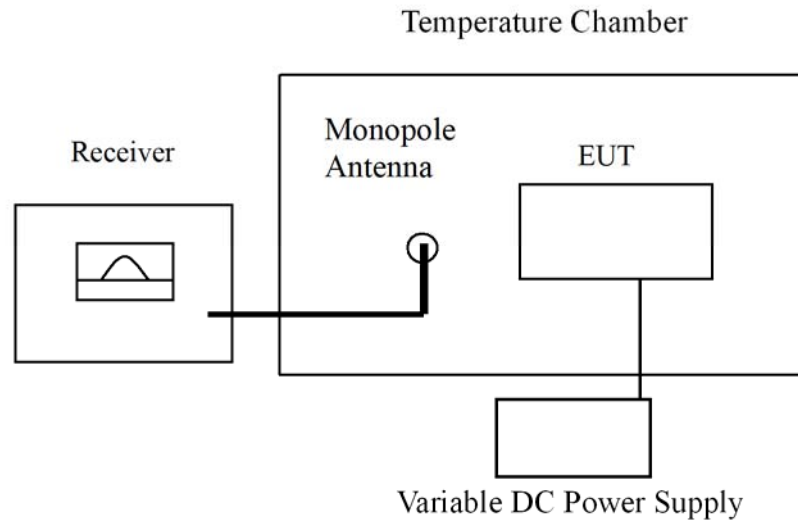 Temperature Chamber
Monopole
Antenna
EUT
Receiver
Variable DC Power Supply